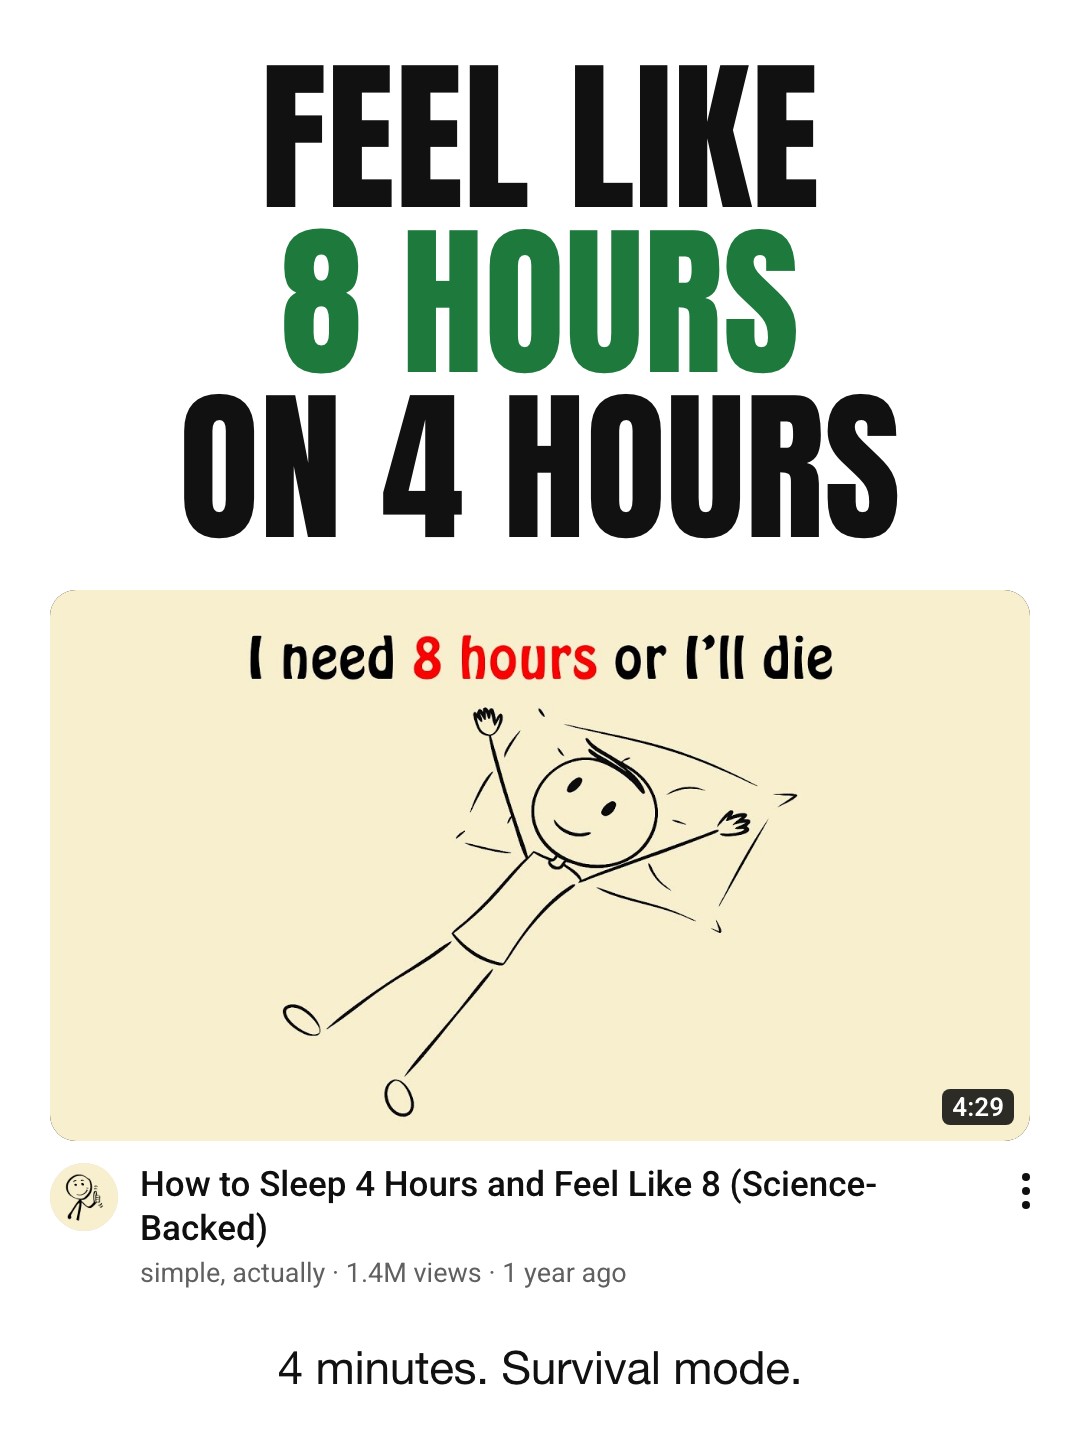 FEEL LIKE
8 HOURS
ON 4 HOURS
I need 8 hours or I'll die
4:29
How to Sleep 4 Hours and Feel Like 8 (Science-
Backed)
simple, actually · 1.4M views · 1 year ago
4 minutes. Survival mode.